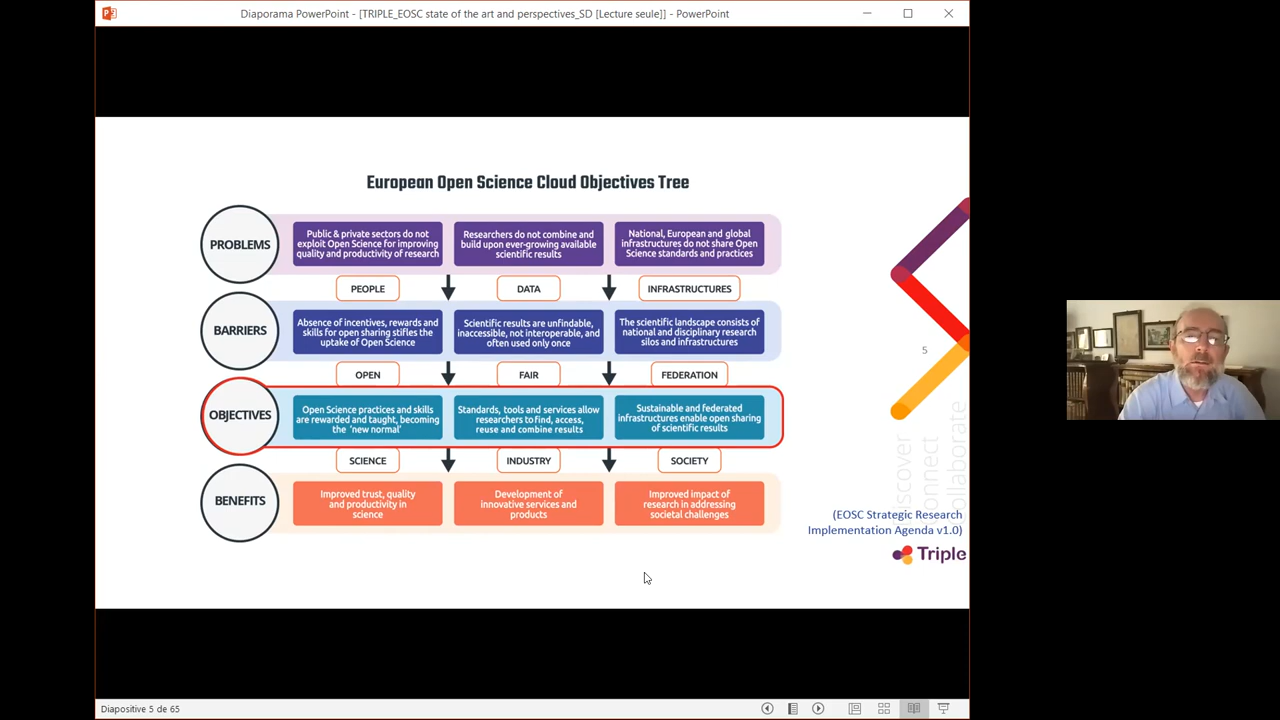 Diaporama PowerPoint - [TRIPLE_EOSC state of the art and perspectives_SD [Lecture seule]] - PowerPoint
European Open Science Cloud Objectives Tree
PROBLEMS
Public & private sectors do not
exploit Open Science for improving
quality and productivity of research
Researchers do not combine and
build upon ever-growing available
scientific results
National, European and global
infrastructures do not share Open
Science standards and practices
PEOPLE
DATA
INFRASTRUCTURES
BARRIERS
Absence of incentives, rewards and
skills for open sharing stifles the
uptake of Open Science
Scientific results are unfindable,
inaccessible, not interoperable, and
often used only once
The scientific landscape consists of
national and disciplinary research
silos and infrastructures
5
OPEN
FAIR
FEDERATION
OBJECTIVES
Open Science practices and skills
are rewarded and taught, becoming
the 'new normal'
Standards, tools and services allow
researchers to find, access,
reuse and combine results
Sustainable and federated
infrastructures enable open sharing
of scientific results
SCIENCE
INDUSTRY
SOCIETY
BENEFITS
Improved trust, quality
and productivity in
science
Development of
innovative services and
products
Improved impact of
research in addressing
societal challenges
discover
connect
collaborate
(EOSC Strategic Research
Implementation Agenda v1.0)
Triple
Diapositive 5 de 65